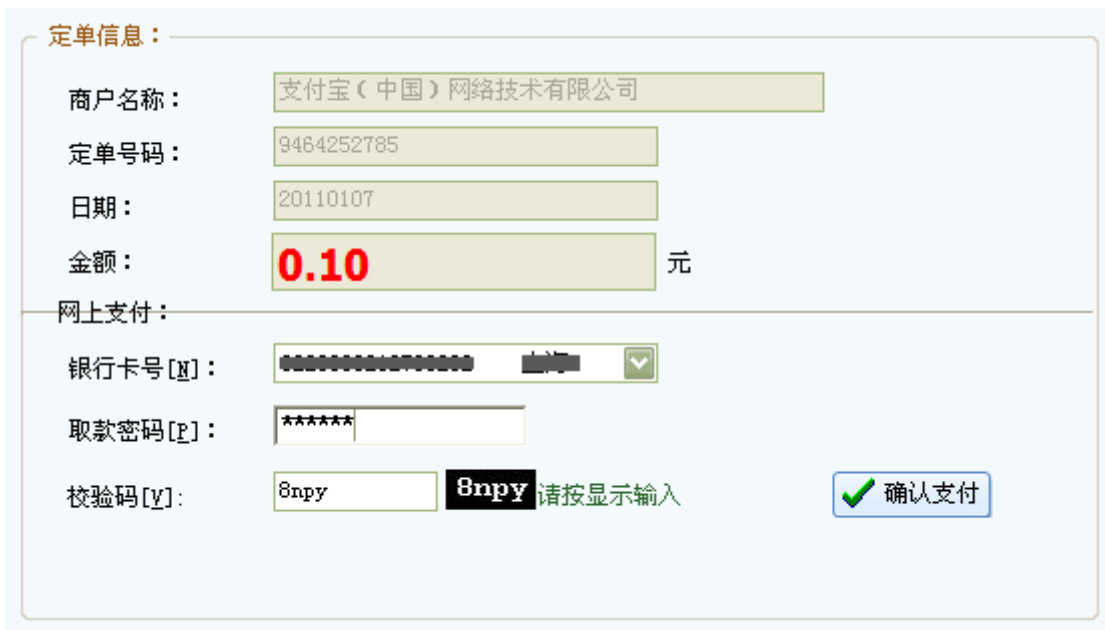 定单信息：
商户名称： 支付宝（中国）网络技术有限公司
定单号码： 9464252785
日期： 20110107
金额： 0.10 元
网上支付：
银行卡号[N]：
取款密码[P]： ******
校验码[V]: 8npy 8npy 请按显示输入 确认支付